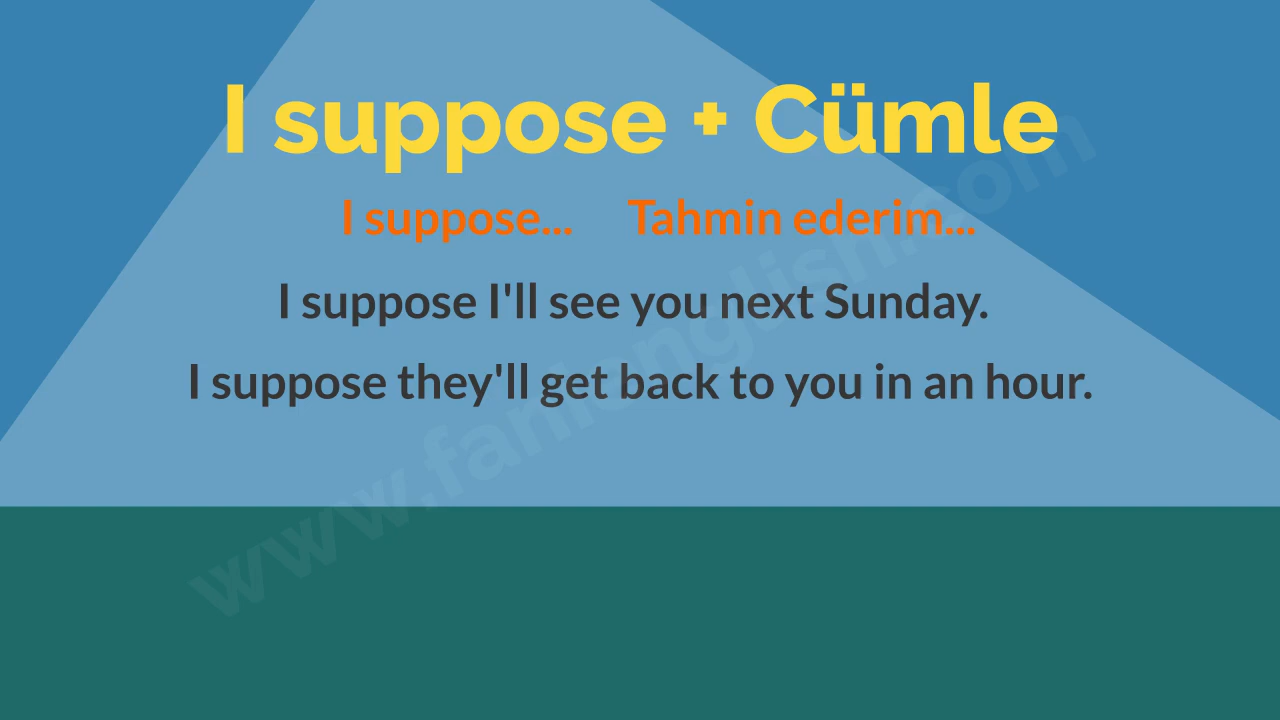 I suppose + Cümle
I suppose... Tahmin ederim...
I suppose I'll see you next Sunday.
I suppose they'll get back to you in an hour.
www.fanienglish.com